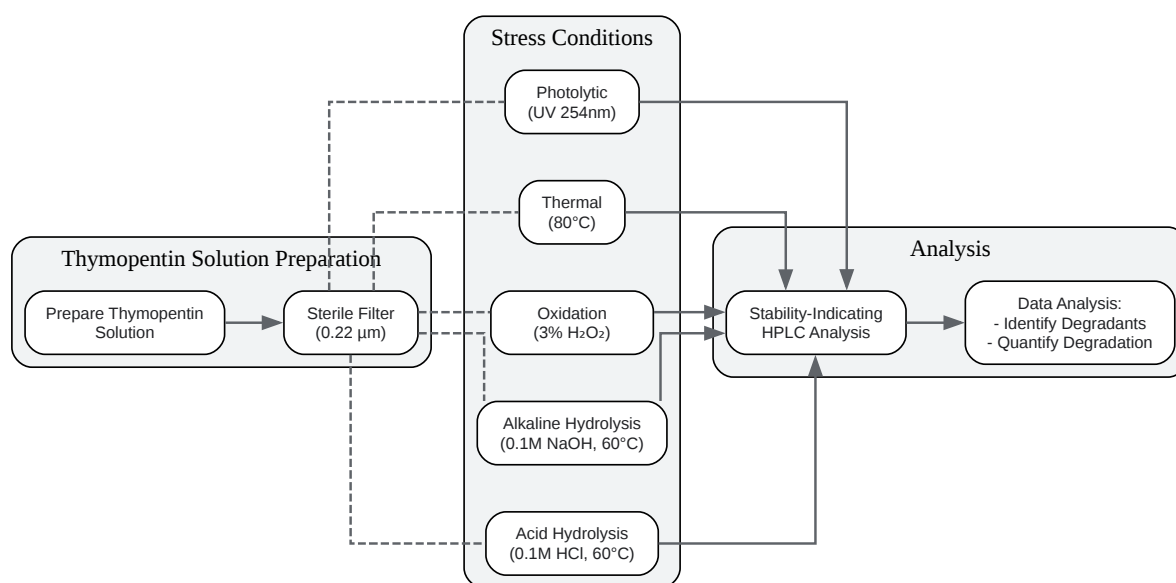 Stress Conditions
Photolytic
(UV 254nm)
Thermal
(80°C)
Thymopentin Solution Preparation
Prepare Thymopentin
Solution
Sterile Filter
(0.22 µm)
Oxidation
(3% H₂O₂)
Alkaline Hydrolysis
(0.1M NaOH, 60°C)
Acid Hydrolysis
(0.1M HCl, 60°C)
Analysis
Stability-Indicating
HPLC Analysis
Data Analysis:
- Identify Degradants
- Quantify Degradation